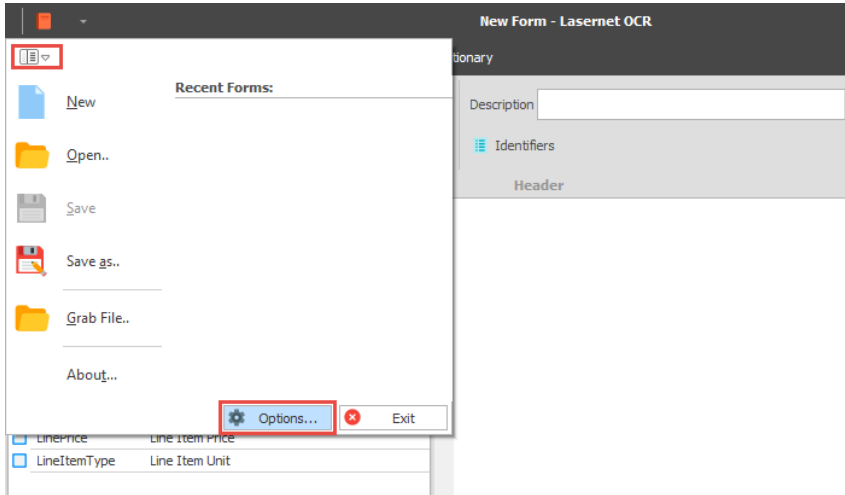 New Form - Lasernet OCR
tionary
New
Recent Forms:
Description
Open..
Identifiers
Header
Save
Save as..
Grab File..
About...
Options...
Exit
LinePrice Line Item Price
LineItemType Line Item Unit